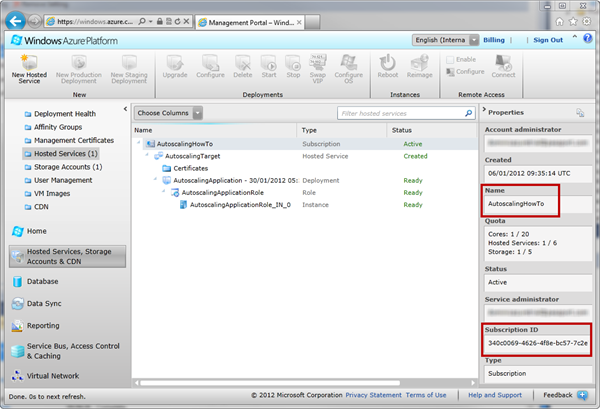 https://windows.azure.c...
Management Portal – Wind...
Windows Azure Platform
English (Interna
Billing
Sign Out
New Hosted Service
New Production Deployment
New Staging Deployment
Upgrade
Configure
Delete
Start
Stop
Swap VIP
Configure OS
Reboot
Reimage
Enable
Configure
Connect
New
Deployments
Instances
Remote Access
Deployment Health
Affinity Groups
Management Certificates
Hosted Services (1)
Storage Accounts (1)
User Management
VM Images
CDN
Home
Hosted Services, Storage
Accounts & CDN
Database
Data Sync
Reporting
Service Bus, Access Control
& Caching
Virtual Network
Choose Columns
Filter hosted services
Name Type Status
AutoscalingHowTo Subscription Active
AutoscalingTarget Hosted Service Created
Certificates
AutoscalingApplication - 30/01/2012 05: Deployment Ready
AutoscalingApplicationRole Role Ready
AutoscalingApplicationRole_IN_0 Instance Ready
Properties
Account administrator
Created
06/01/2012 09:35:14 UTC
Name
AutoscalingHowTo
Quota
Cores: 1 / 20
Hosted Services: 1 / 6
Storage: 1 / 5
Status
Active
Service administrator
Subscription ID
340c0069-4626-4f8e-bc57-7c2e
Type
Subscription
Done. 0s to next refresh.
© 2012 Microsoft Corporation Privacy Statement Terms of Use
Help and Support
Feedback